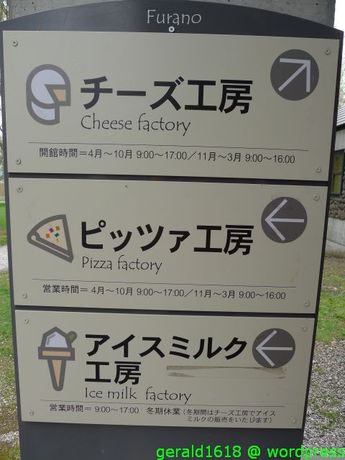 Furano
チーズ工房
Cheese factory
開館時間＝4月～10月 9:00～17:00／11月～3月 9:00～16:00
ピッツァ工房
Pizza factory
営業時間＝4月～10月 9:00～17:00／11月～3月 9:00～16:00
アイスミルク
工房
Ice milk factory
営業時間＝ 9:00～17:00 冬期休業（冬期間はチーズ工房でアイス
ミルクの販売をいたします）
gerald1618 @ wordpress